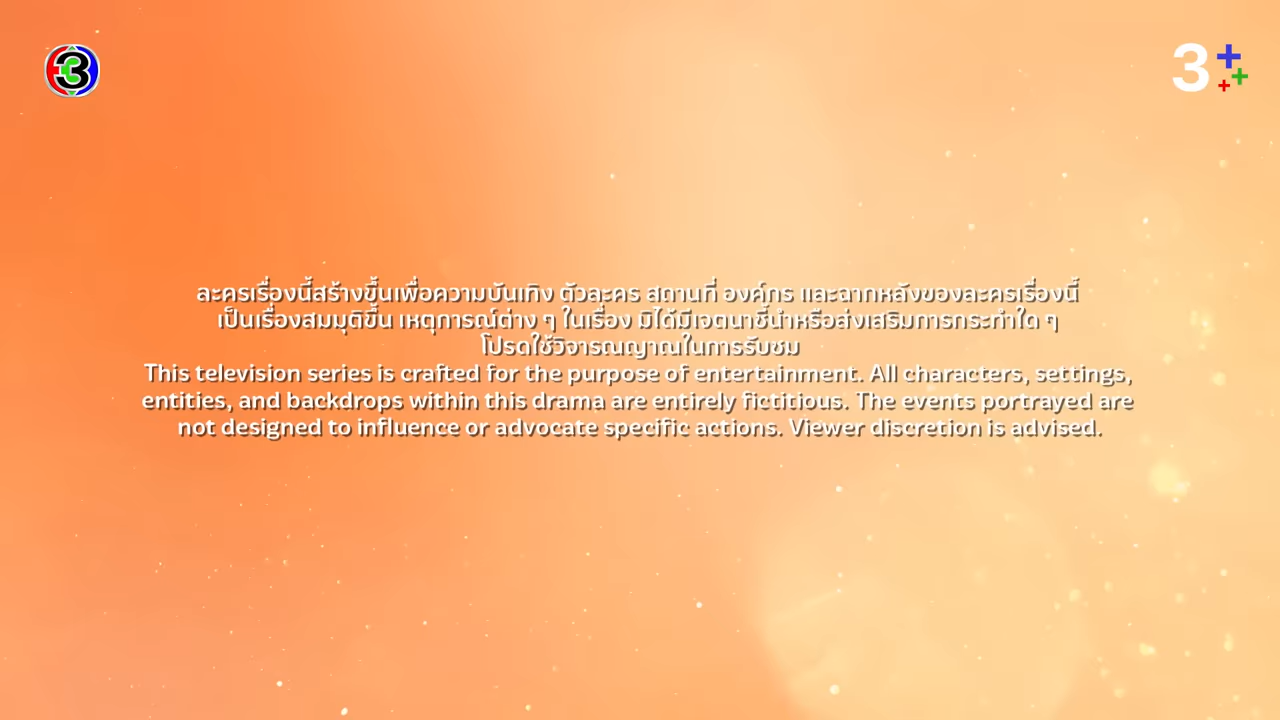 3
3+
ละครเรื่องนี้สร้างขึ้นเพื่อความบันเทิง ตัวละคร สถานที่ องค์กร และฉากหลังของละครเรื่องนี้
เป็นเรื่องสมมุติขึ้น เหตุการณ์ต่าง ๆ ในเรื่อง มิได้มีเจตนาชี้นำหรือส่งเสริมการกระทำใด ๆ
โปรดใช้วิจารณญาณในการรับชม
This television series is crafted for the purpose of entertainment. All characters, settings,
entities, and backdrops within this drama are entirely fictitious. The events portrayed are
not designed to influence or advocate specific actions. Viewer discretion is advised.